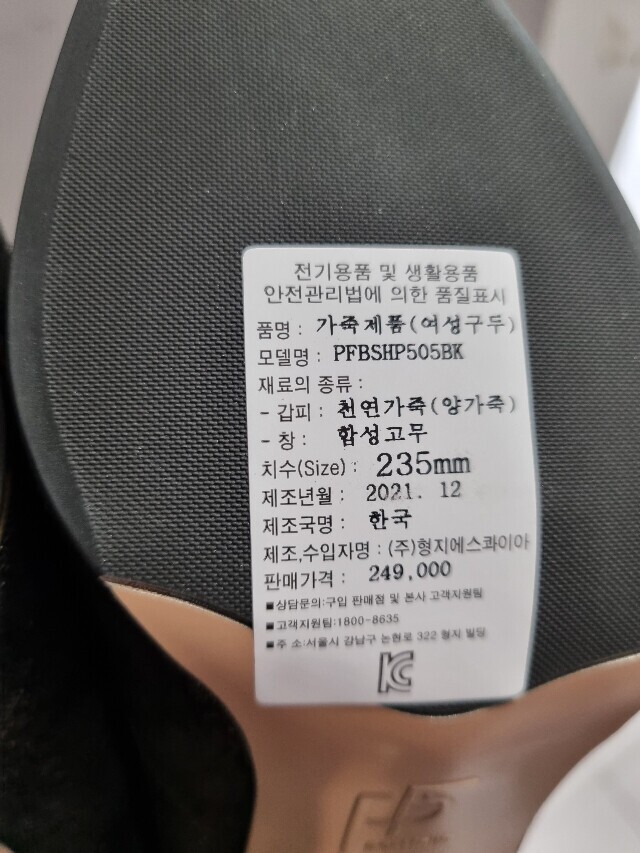 전기용품 및 생활용품
안전관리법에 의한 품질표시
품명 : 가죽제품(여성구두)
모델명 : PFBSHP505BK
재료의 종류 :
- 갑피 : 천연가죽(양가죽)
- 창 : 합성고무
치수(Size) : 235mm
제조년월 : 2021. 12
제조국명 : 한국
제조,수입자명 : (주)형지에스콰이아
판매가격 : 249,000
■상담문의:구입 판매점 및 본사 고객지원팀
■고객지원팀:1800-8635
■주 소:서울시 강남구 논현로 322 형지 빌딩